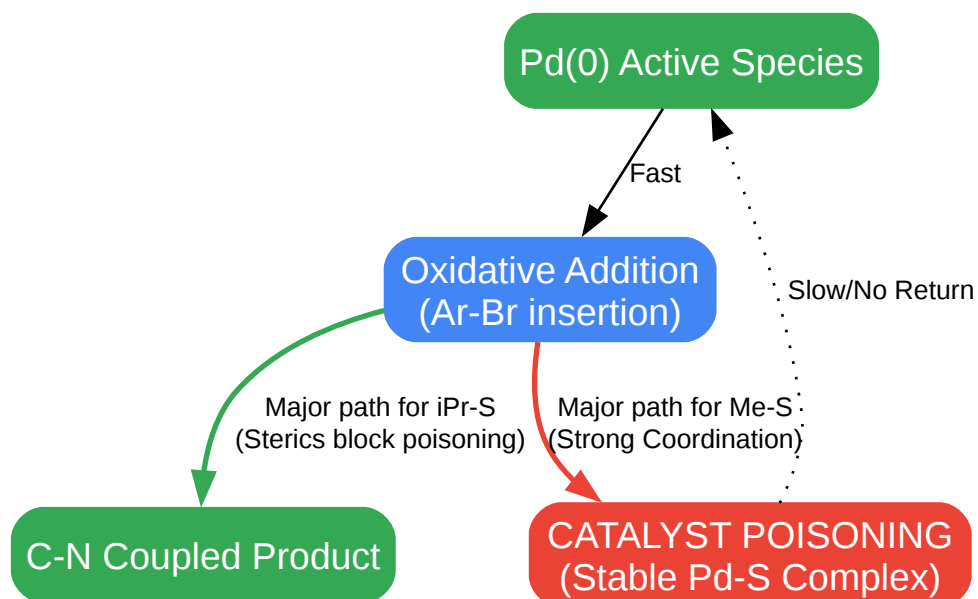 Pd(0) Active Species
Fast
Oxidative Addition
(Ar-Br insertion)
Slow/No Return
Major path for iPr-S
(Sterics block poisoning)
Major path for Me-S
(Strong Coordination)
C-N Coupled Product
CATALYST POISONING
(Stable Pd-S Complex)